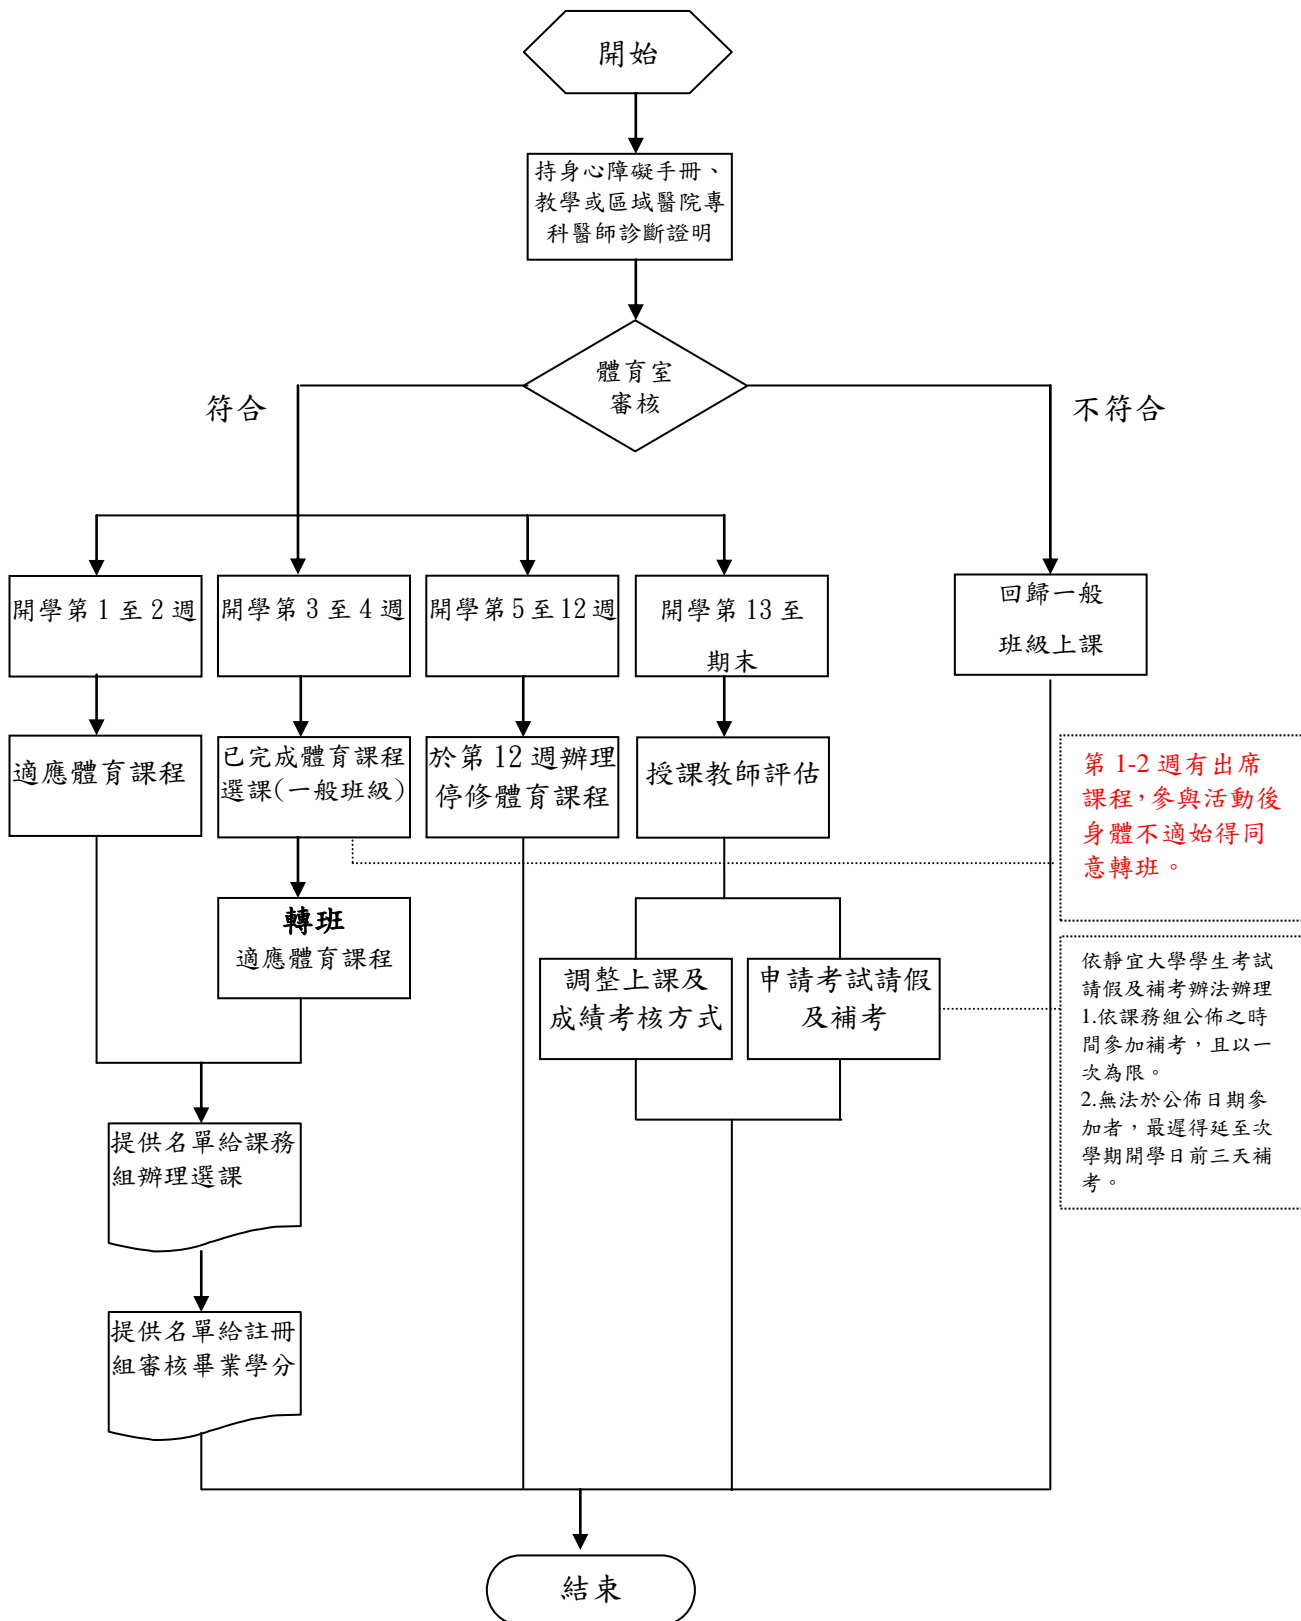 開始
持身心障礙手冊、
教學或區域醫院專
科醫師診斷證明
體育室
審核
符合
不符合
開學第 1 至 2 週
開學第 3 至 4 週
開學第 5 至 12 週
開學第 13 至
期末
回歸一般
班級上課
適應體育課程
已完成體育課程
選課(一般班級)
於第 12 週辦理
停修體育課程
授課教師評估
第 1-2 週有出席
課程，參與活動後
身體不適始得同
意轉班。
轉班
適應體育課程
調整上課及
成績考核方式
申請考試請假
及補考
依靜宜大學學生考試
請假及補考辦法辦理
1.依課務組公佈之時
間參加補考，且以一
次為限。
2.無法於公佈日期參
加者，最遲得延至次
學期開學日前三天補
考。
提供名單給課務
組辦理選課
提供名單給註冊
組審核畢業學分
結束